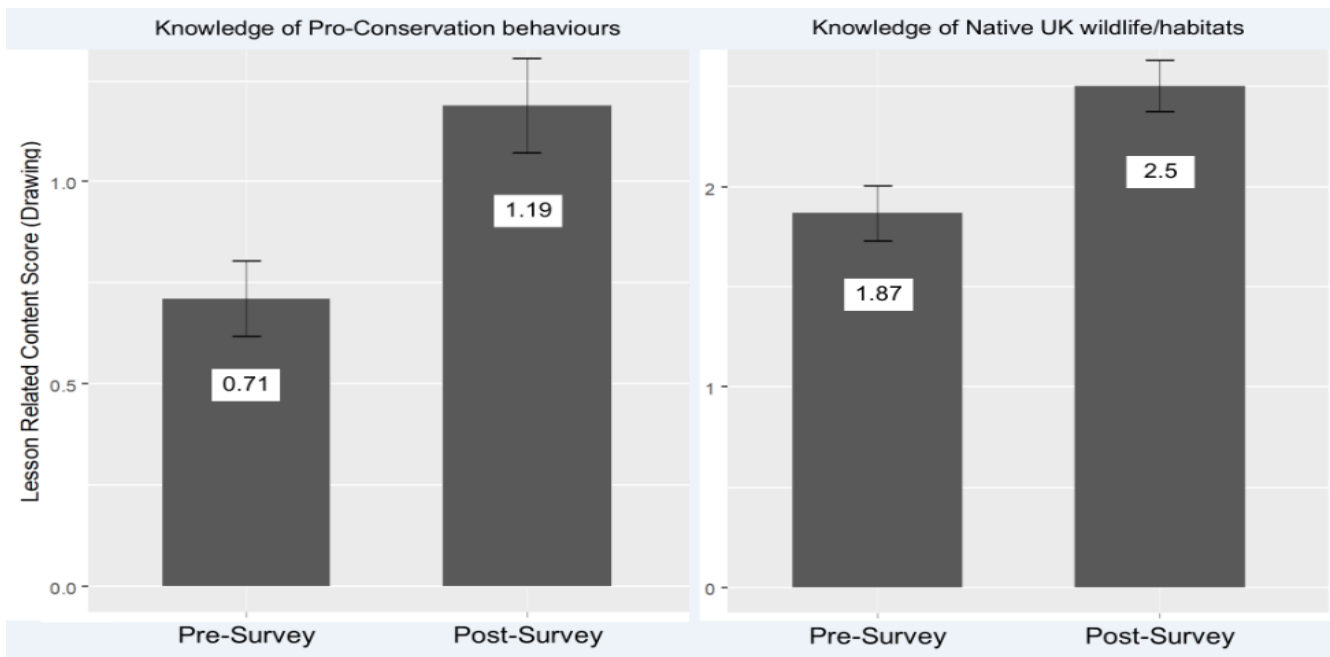 Knowledge of Pro-Conservation behaviours
Knowledge of Native UK wildlife/habitats
Lesson Related Content Score (Drawing)
1.0
0.5
0.0
0.71
1.19
Pre-Survey
Post-Survey
2
1
0
1.87
2.5
Pre-Survey
Post-Survey